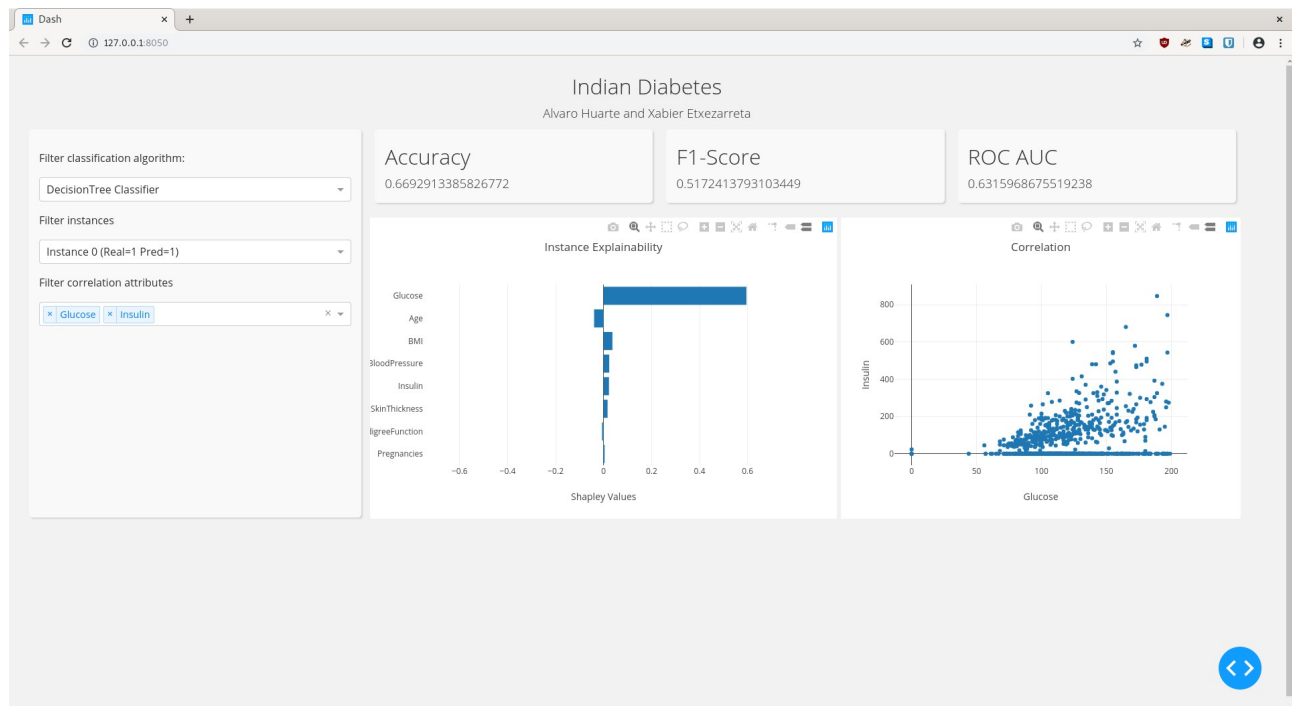 Dash
127.0.0.1:8050
Indian Diabetes
Alvaro Huarte and Xabier Etxezarreta
Filter classification algorithm:
DecisionTree Classifier
Filter instances
Instance 0 (Real=1 Pred=1)
Filter correlation attributes
× Glucose × Insulin
Accuracy
0.6692913385826772
F1-Score
0.5172413793103449
ROC AUC
0.6315968675519238
Instance Explainability
Glucose
Age
BMI
BloodPressure
Insulin
SkinThickness
digreeFunction
Pregnancies
−0.6 −0.4 −0.2 0 0.2 0.4 0.6
Shapley Values
Correlation
800
600
400
200
0
Insulin
0 50 100 150 200
Glucose